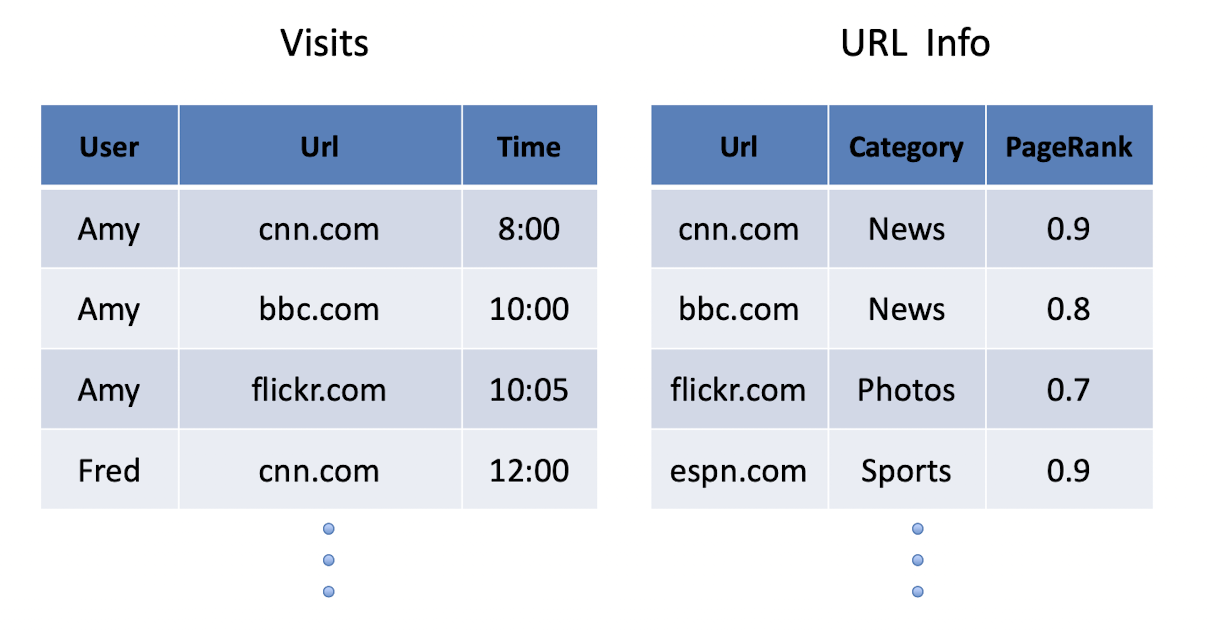 Visits
User Url Time
Amy cnn.com 8:00
Amy bbc.com 10:00
Amy flickr.com 10:05
Fred cnn.com 12:00
URL Info
Url Category PageRank
cnn.com News 0.9
bbc.com News 0.8
flickr.com Photos 0.7
espn.com Sports 0.9